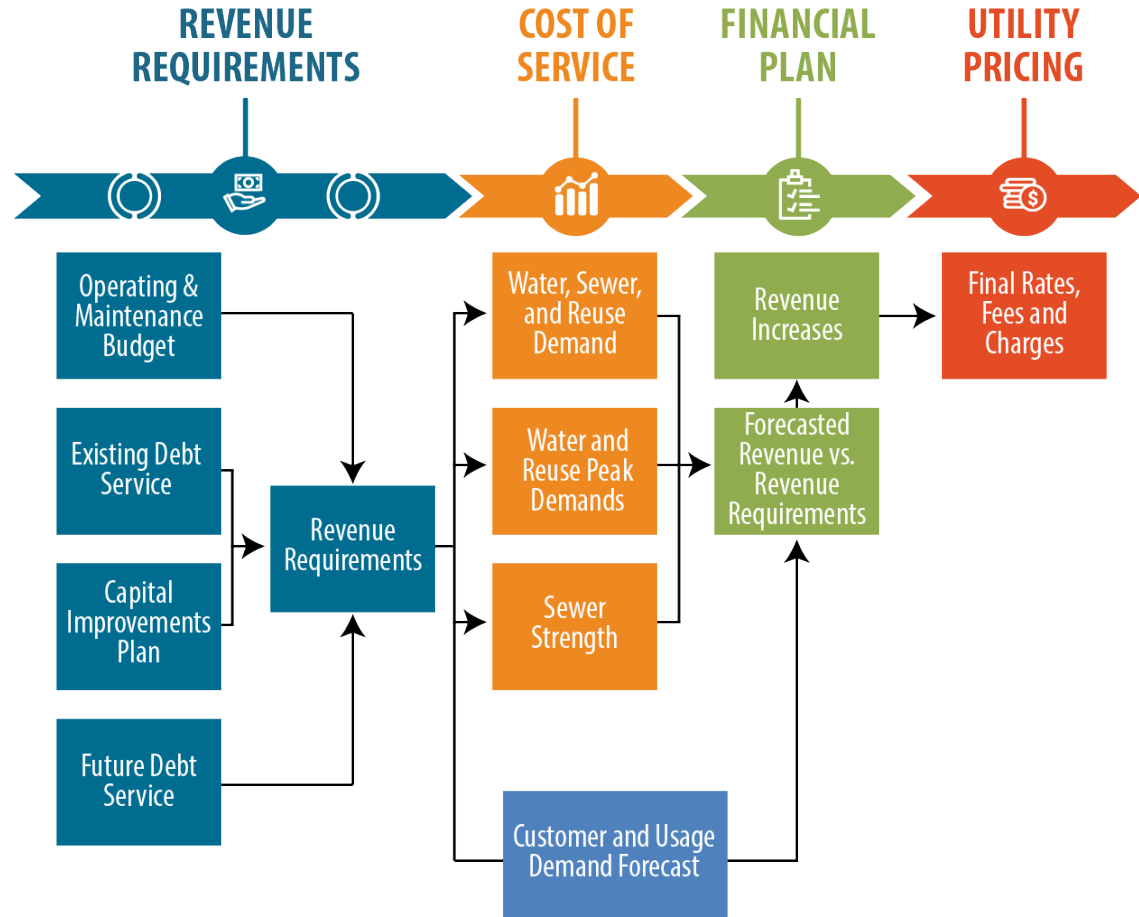 REVENUE
REQUIREMENTS
COST OF
SERVICE
FINANCIAL
PLAN
UTILITY
PRICING
$
Operating &
Maintenance
Budget
Existing Debt
Service
Capital
Improvements
Plan
Future Debt
Service
Revenue
Requirements
Water, Sewer,
and Reuse
Demand
Water and
Reuse Peak
Demands
Sewer
Strength
Customer and Usage
Demand Forecast
Revenue
Increases
Forecasted
Revenue vs.
Revenue
Requirements
Final Rates,
Fees and
Charges